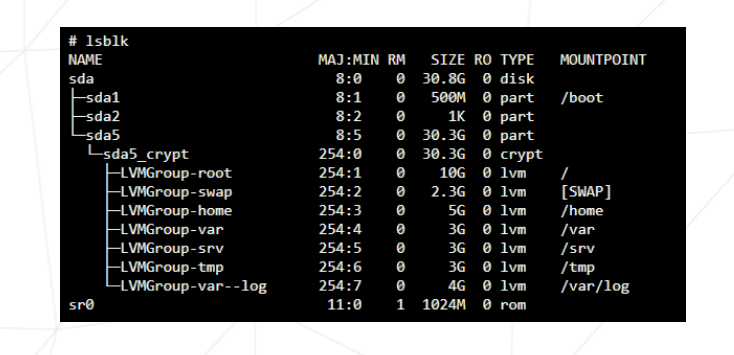 # lsblk
NAME                    MAJ:MIN RM   SIZE RO TYPE  MOUNTPOINT
sda                       8:0    0  30.8G  0 disk
├─sda1                    8:1    0   500M  0 part  /boot
├─sda2                    8:2    0     1K  0 part
└─sda5                    8:5    0  30.3G  0 part
  └─sda5_crypt          254:0    0  30.3G  0 crypt
    ├─LVMGroup-root     254:1    0    10G  0 lvm   /
    ├─LVMGroup-swap     254:2    0   2.3G  0 lvm   [SWAP]
    ├─LVMGroup-home     254:3    0     5G  0 lvm   /home
    ├─LVMGroup-var      254:4    0     3G  0 lvm   /var
    ├─LVMGroup-srv      254:5    0     3G  0 lvm   /srv
    ├─LVMGroup-tmp      254:6    0     3G  0 lvm   /tmp
    └─LVMGroup-var--log 254:7    0     4G  0 lvm   /var/log
sr0                      11:0    1  1024M  0 rom